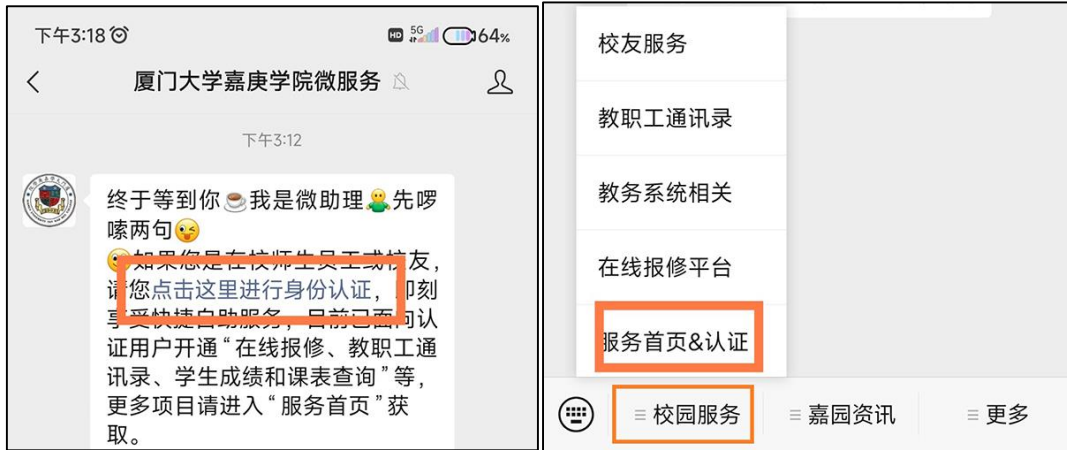 下午3:18
HD 5G 64%
厦门大学嘉庚学院微服务
下午3:12
终于等到你☕我是微助理先啰
嗦两句😜
如果您是在校师生员工或校友，
请您点击这里进行身份认证，即刻
享受快捷自助服务，目前已面向认
证用户开通“在线报修、教职工通
讯录、学生成绩和课表查询”等，
更多项目请进入“服务首页”获
取。
校友服务
教职工通讯录
教务系统相关
在线报修平台
服务首页&认证
校园服务
嘉园资讯
更多